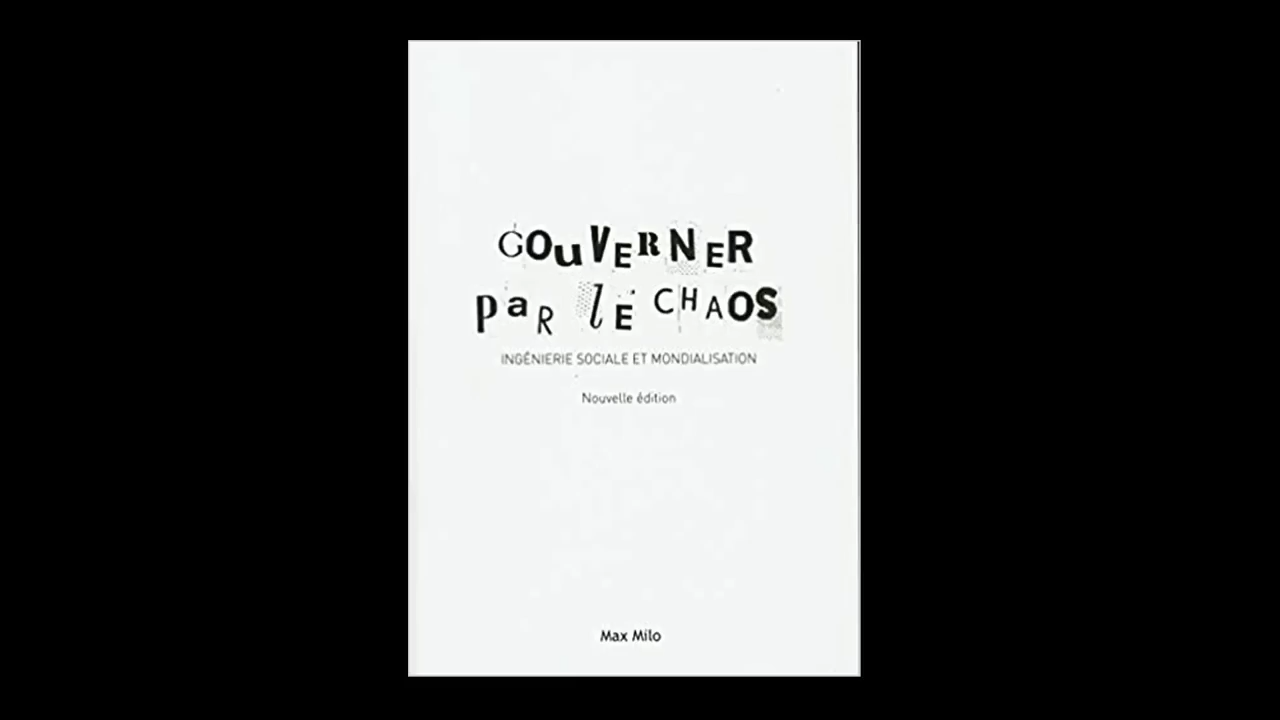 GOuVERNER
paR lE CHAOS
INGÉNIERIE SOCIALE ET MONDIALISATION
Nouvelle édition
Max Milo